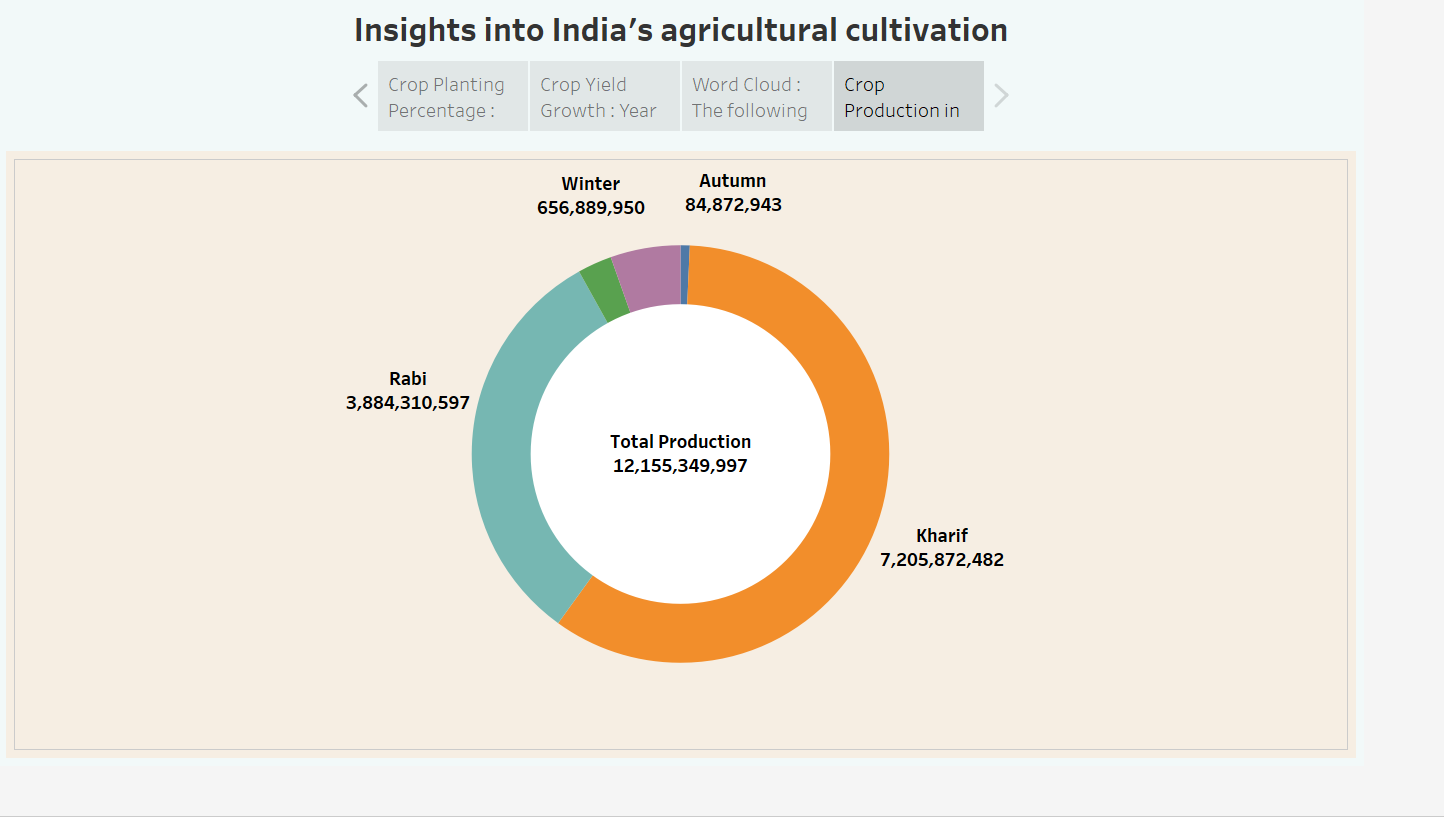 Insights into India’s agricultural cultivation
Crop Planting
Percentage :
Crop Yield
Growth : Year
Word Cloud :
The following
Crop
Production in
Winter
656,889,950
Autumn
84,872,943
Rabi
3,884,310,597
Total Production
12,155,349,997
Kharif
7,205,872,482